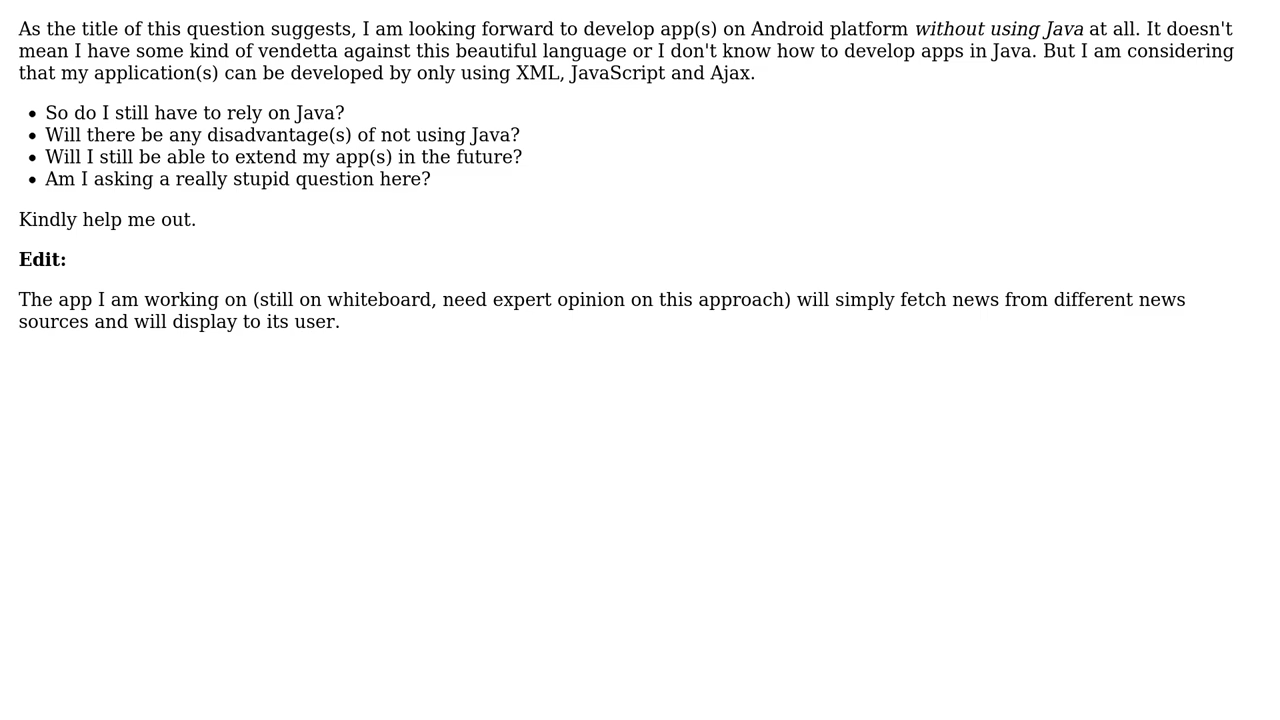 As the title of this question suggests, I am looking forward to develop app(s) on Android platform without using Java at all. It doesn't
mean I have some kind of vendetta against this beautiful language or I don't know how to develop apps in Java. But I am considering
that my application(s) can be developed by only using XML, JavaScript and Ajax.
• So do I still have to rely on Java?
• Will there be any disadvantage(s) of not using Java?
• Will I still be able to extend my app(s) in the future?
• Am I asking a really stupid question here?
Kindly help me out.
Edit:
The app I am working on (still on whiteboard, need expert opinion on this approach) will simply fetch news from different news
sources and will display to its user.